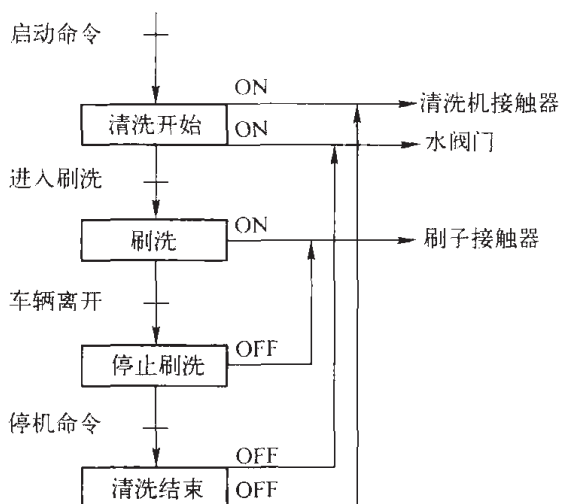 启动命令
ON
清洗机接触器
清洗开始
ON
水阀门
进入刷洗
刷洗
ON
刷子接触器
车辆离开
停止刷洗
OFF
停机命令
OFF
清洗结束
OFF